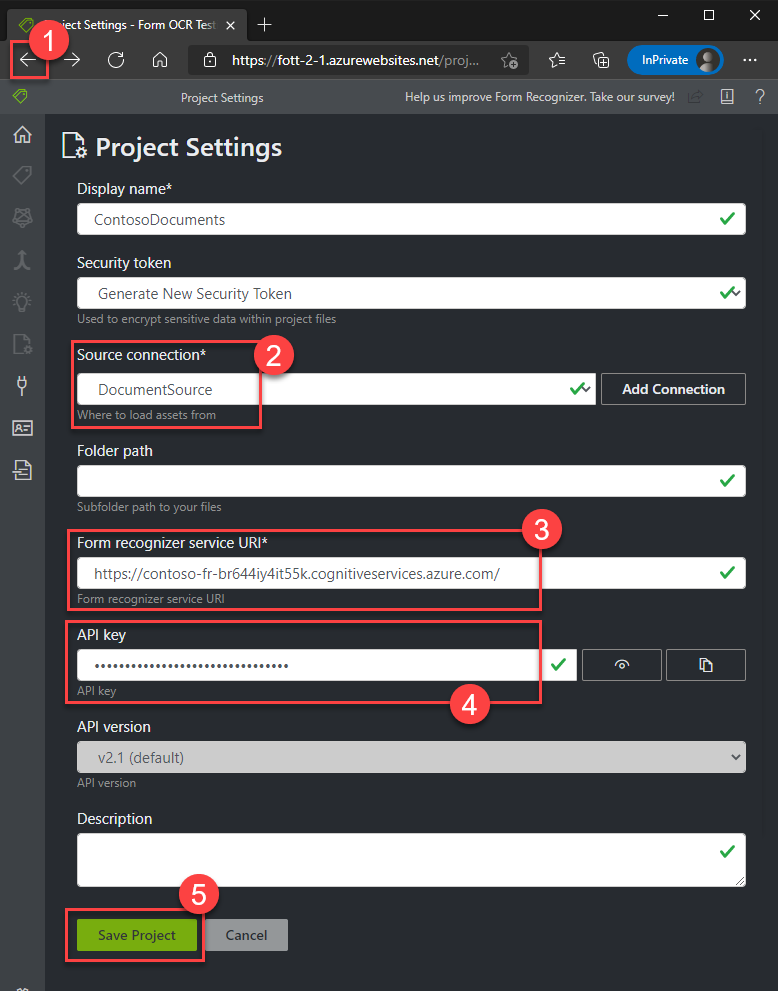 ject Settings - Form OCR Test
1
https://fott-2-1.azurewebsites.net/proj...
InPrivate
Project Settings
Help us improve Form Recognizer. Take our survey!
?
Project Settings
Display name*
ContosoDocuments
Security token
Generate New Security Token
Used to encrypt sensitive data within project files
Source connection*
2
DocumentSource
Add Connection
Where to load assets from
Folder path
Subfolder path to your files
3
Form recognizer service URI*
https://contoso-fr-br644iy4it55k.cognitiveservices.azure.com/
Form recognizer service URI
API key
••••••••••••••••••••••••••••••••
API key
4
API version
v2.1 (default)
API version
Description
5
Save Project
Cancel